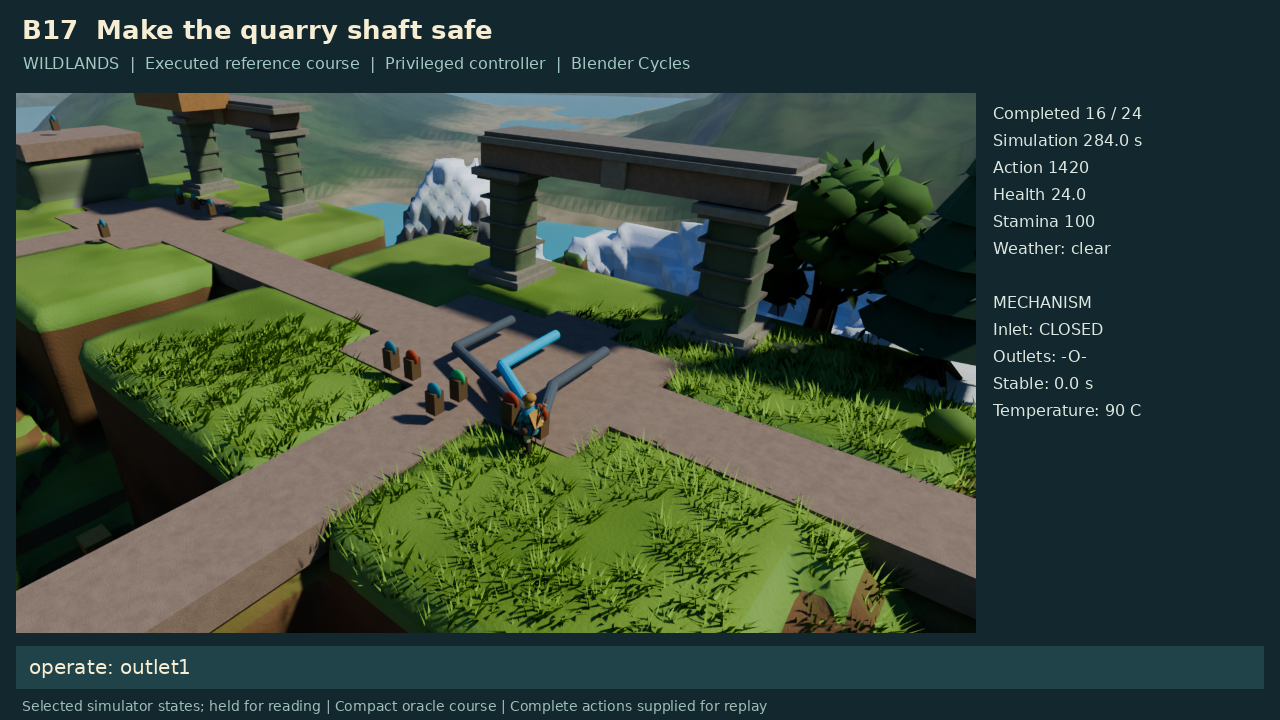 B17 Make the quarry shaft safe
WILDLANDS | Executed reference course | Privileged controller | Blender Cycles
Completed 16 / 24
Simulation 284.0 s
Action 1420
Health 24.0
Stamina 100
Weather: clear
MECHANISM
Inlet: CLOSED
Outlets: -O-
Stable: 0.0 s
Temperature: 90 C
operate: outlet1
Selected simulator states; held for reading | Compact oracle course | Complete actions supplied for replay